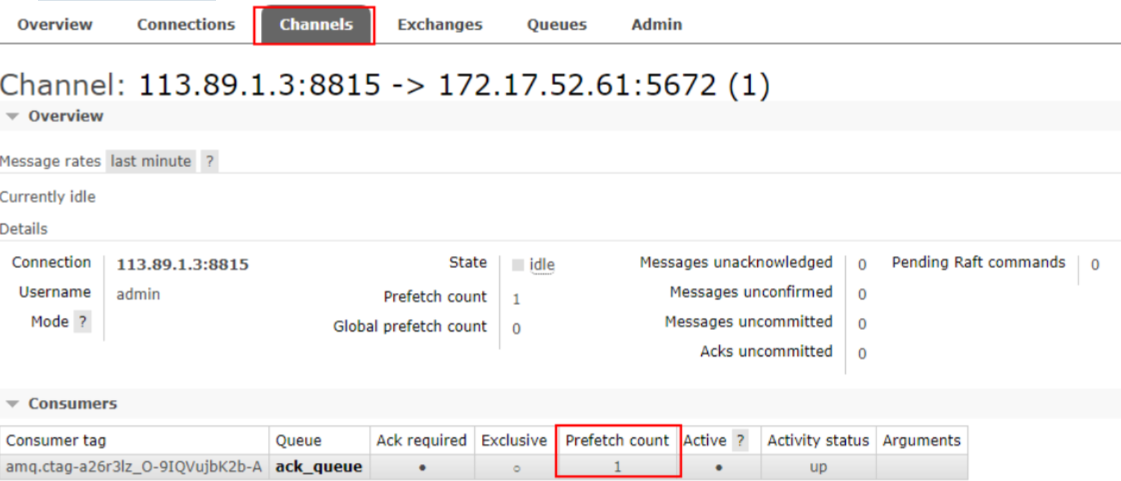 Overview Connections Channels Exchanges Queues Admin
Channel: 113.89.1.3:8815 -> 172.17.52.61:5672 (1)
Overview
Message rates last minute ?
Currently idle
Details
Connection 113.89.1.3:8815
Username admin
Mode ?
State idle
Prefetch count 1
Global prefetch count 0
Messages unacknowledged 0
Messages unconfirmed 0
Messages uncommitted 0
Acks uncommitted 0
Pending Raft commands 0
Consumers
Consumer tag Queue Ack required Exclusive Prefetch count Active ? Activity status Arguments
amq.ctag-a26r3lz_O-9IQVujbK2b-A ack_queue ● ○ 1 ● up